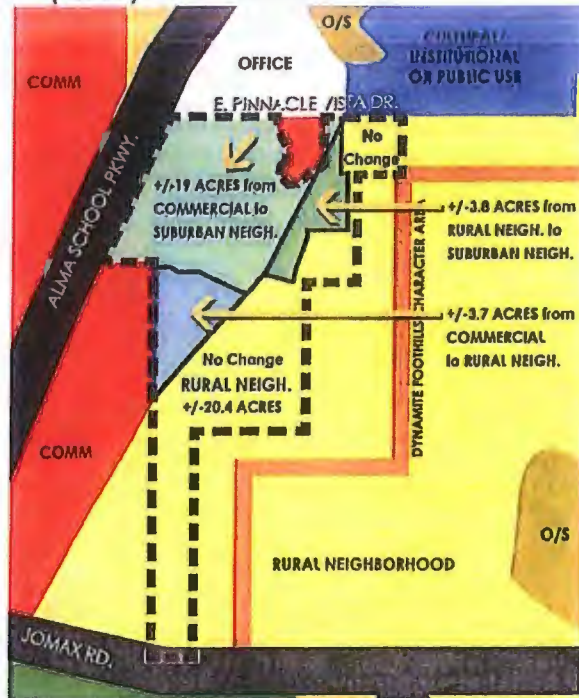 O/S
CULTURAL/
INSTITUTIONAL
OR PUBLIC USE
COMM
OFFICE
E. PINNACLE VISTA DR.
No
Change
+/-19 ACRES from
COMMERCIAL to
SUBURBAN NEIGH.
+/-3.8 ACRES from
RURAL NEIGH. to
SUBURBAN NEIGH.
ALMA SCHOOL PKWY.
DYNAMITE FOOTHILLS CHARACTER AREA
+/-3.7 ACRES from
COMMERCIAL
to RURAL NEIGH.
No Change
RURAL NEIGH.
+/-20.4 ACRES
COMM
O/S
RURAL NEIGHBORHOOD
JOMAX RD.